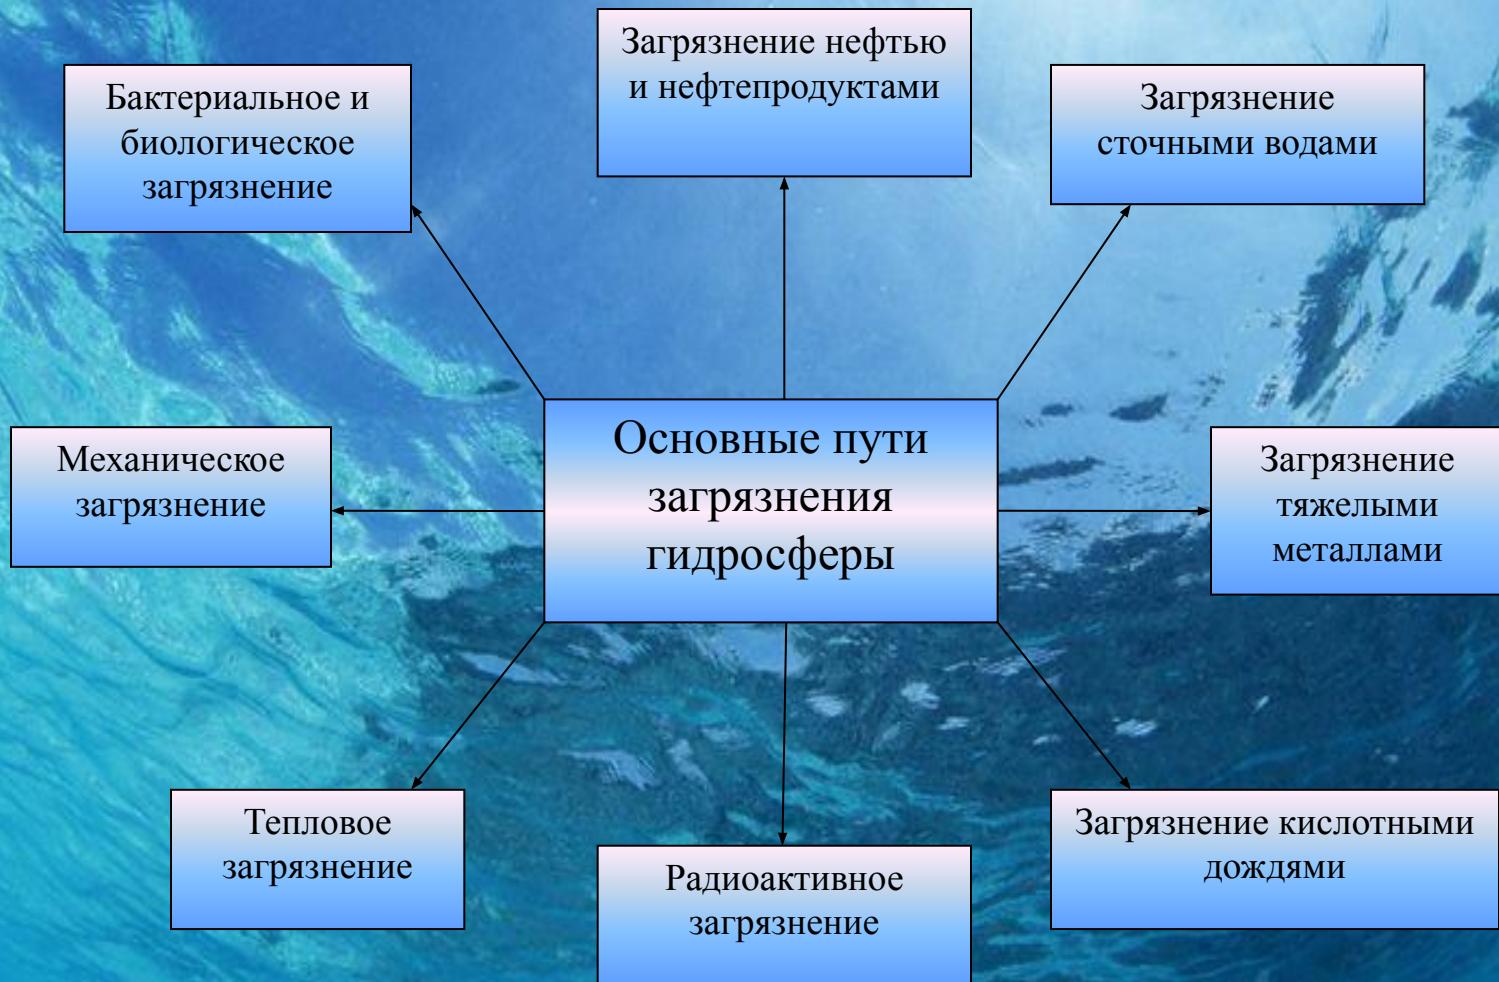 Загрязнение нефтью
и нефтепродуктами
Бактериальное и
биологическое
загрязнение
Загрязнение
сточными водами
Основные пути
загрязнения
гидросферы
Механическое
загрязнение
Загрязнение
тяжелыми
металлами
Тепловое
загрязнение
Загрязнение кислотными
дождями
Радиоактивное
загрязнение